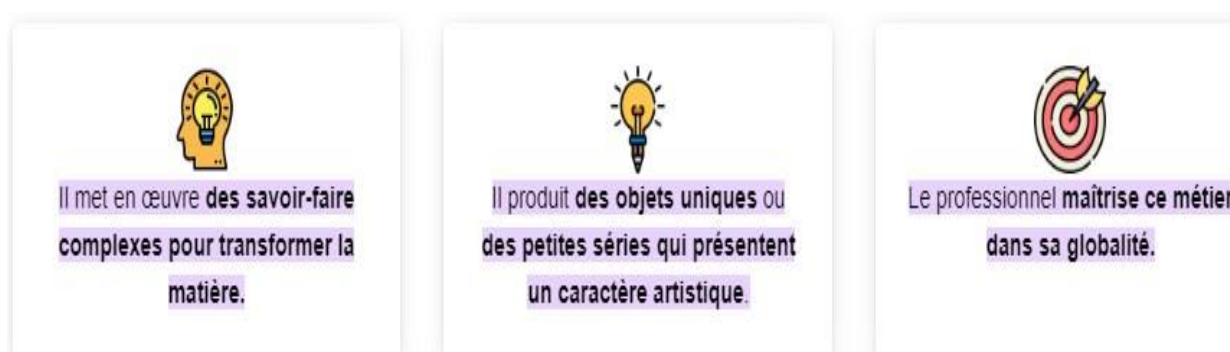 Il met en œuvre des savoir-faire
complexes pour transformer la
matière.
Il produit des objets uniques ou
des petites séries qui présentent
un caractère artistique.
Le professionnel maîtrise ce métier
dans sa globalité.